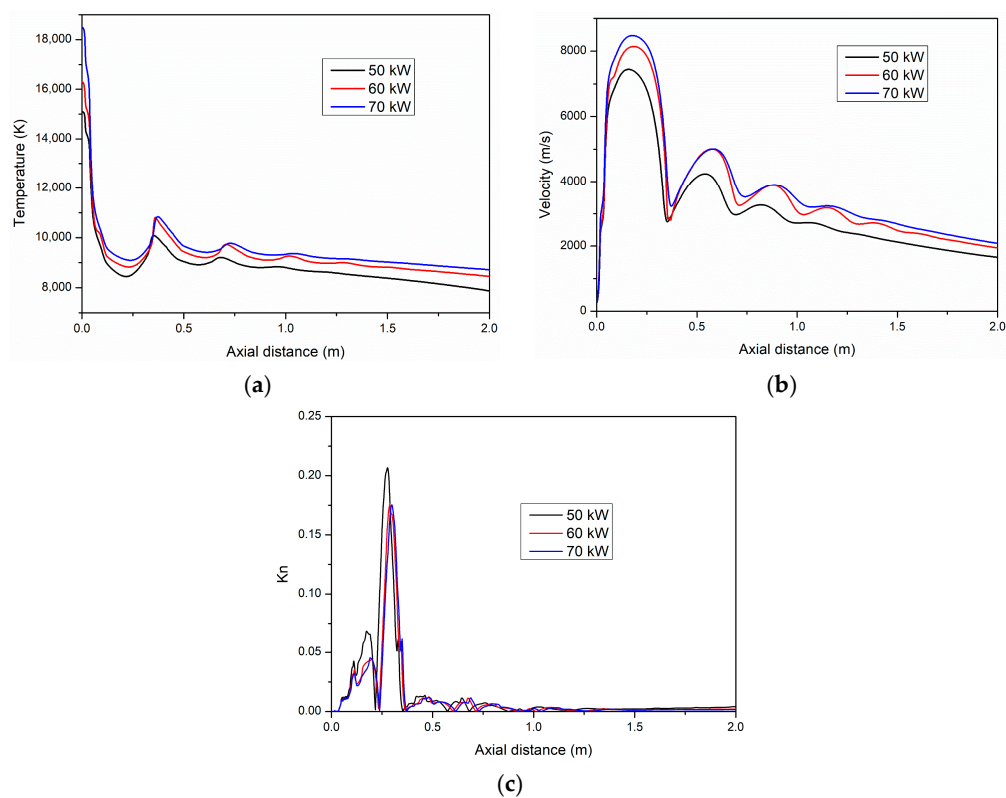 18,000
16,000
14,000
12,000
10,000
8,000
Temperature (K)
50 kW
60 kW
70 kW
0.0 0.5 1.0 1.5 2.0
Axial distance (m)
(a)
8000
6000
4000
2000
0
Velocity (m/s)
50 kW
60 kW
70 kW
0.0 0.5 1.0 1.5 2.0
Axial distance (m)
(b)
0.25
0.20
0.15
0.10
0.05
0.00
Kn
50 kW
60 kW
70 kW
0.0 0.5 1.0 1.5 2.0
Axial distance (m)
(c)